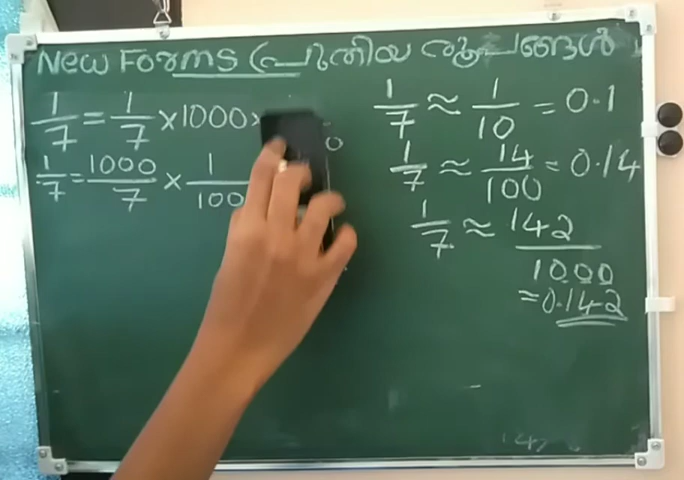 New Forms (പുതിയ രൂപങ്ങൾ
1/7 = 1/7 × 1000 ×
1/7 = 1000/7 × 1/100
1/7 ≈ 1/10 = 0.1
1/7 ≈ 14/100 = 0.14
1/7 ≈ 142/1000
= 0.142